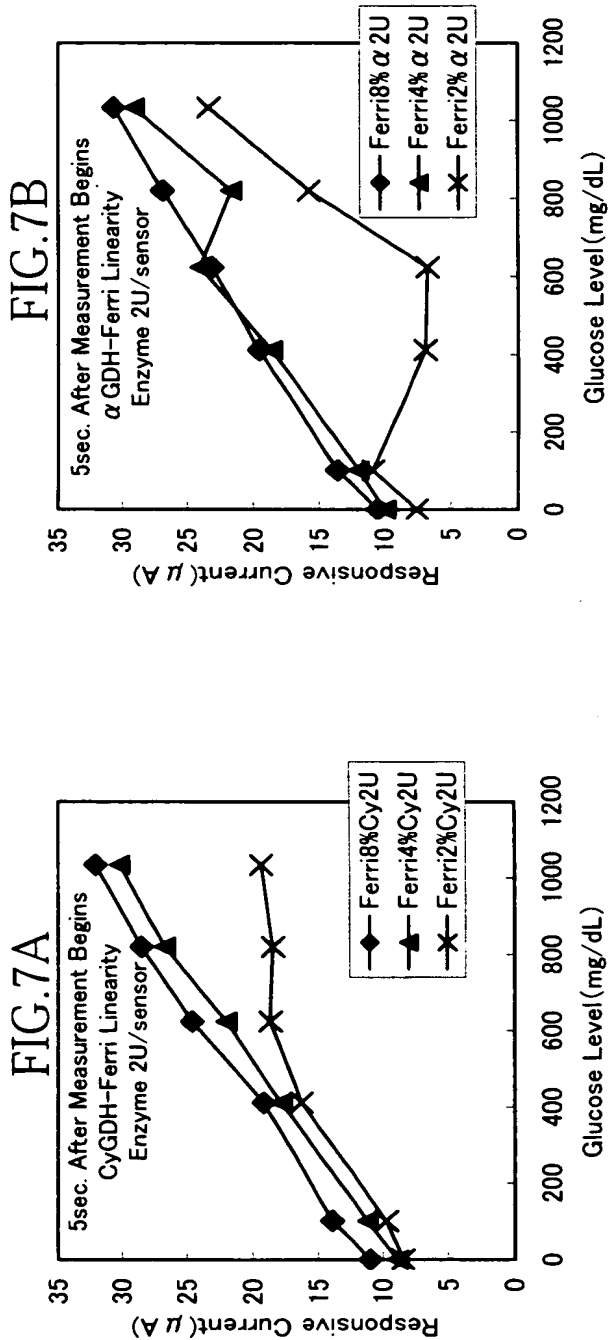 FIG.7A
5sec. After Measurement Begins
CyGDH-Ferri Linearity
Enzyme 2U/sensor
Responsive Current(μA)
35
30
25
20
15
10
5
0
0 200 400 600 800 1000 1200
Glucose Level(mg/dL)
Ferri8%Cy2U
Ferri4%Cy2U
Ferri2%Cy2U
FIG.7B
5sec. After Measurement Begins
αGDH-Ferri Linearity
Enzyme 2U/sensor
Responsive Current(μA)
35
30
25
20
15
10
5
0
0 200 400 600 800 1000 1200
Glucose Level(mg/dL)
Ferri8%α2U
Ferri4%α2U
Ferri2%α2U